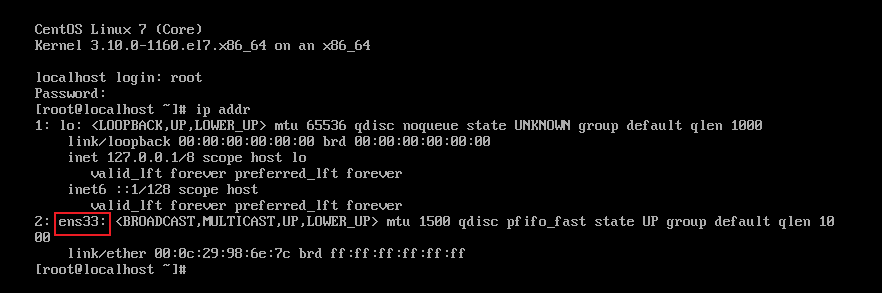 CentOS Linux 7 (Core)
Kernel 3.10.0-1160.el7.x86_64 on an x86_64
localhost login: root
Password:
[root@localhost ~]# ip addr
1: lo: <LOOPBACK,UP,LOWER_UP> mtu 65536 qdisc noqueue state UNKNOWN group default qlen 1000
link/loopback 00:00:00:00:00:00 brd 00:00:00:00:00:00
inet 127.0.0.1/8 scope host lo
valid_lft forever preferred_lft forever
inet6 ::1/128 scope host
valid_lft forever preferred_lft forever
2: ens33: <BROADCAST,MULTICAST,UP,LOWER_UP> mtu 1500 qdisc pfifo_fast state UP group default qlen 10
00
link/ether 00:0c:29:98:6e:7c brd ff:ff:ff:ff:ff:ff
[root@localhost ~]#